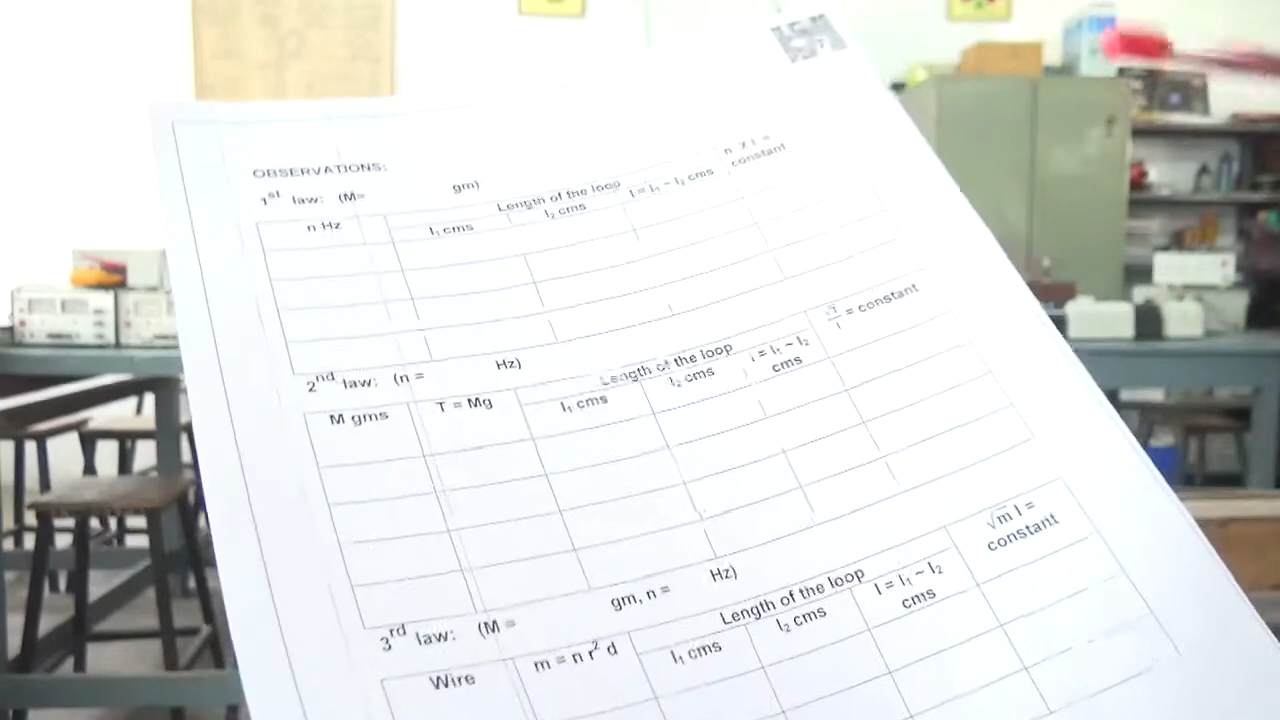 OBSERVATIONS:
1st law: (M= gm)
n Hz
Length of the loop
n x l = constant
l₁ cms
l₂ cms
l = l₁ ~ l₂ cms
2nd law: (n = Hz)
M gms
T = Mg
Length of the loop
√T / l = constant
l₁ cms
l₂ cms
l = l₁ ~ l₂ cms
3rd law: (M = gm, n = Hz)
Wire
m = n r² d
Length of the loop
√m l = constant
l₁ cms
l₂ cms
l = l₁ ~ l₂ cms